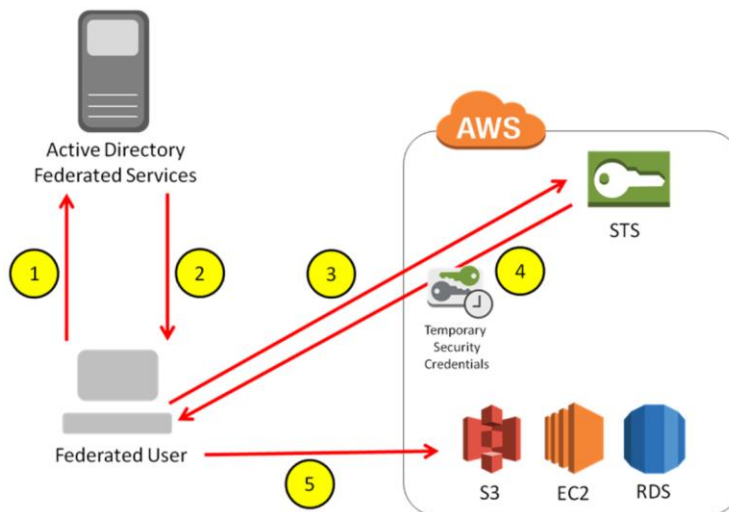 AWS
Active Directory
Federated Services
STS
1
2
3
4
Temporary
Security
Credentials
Federated User
5
S3
EC2
RDS